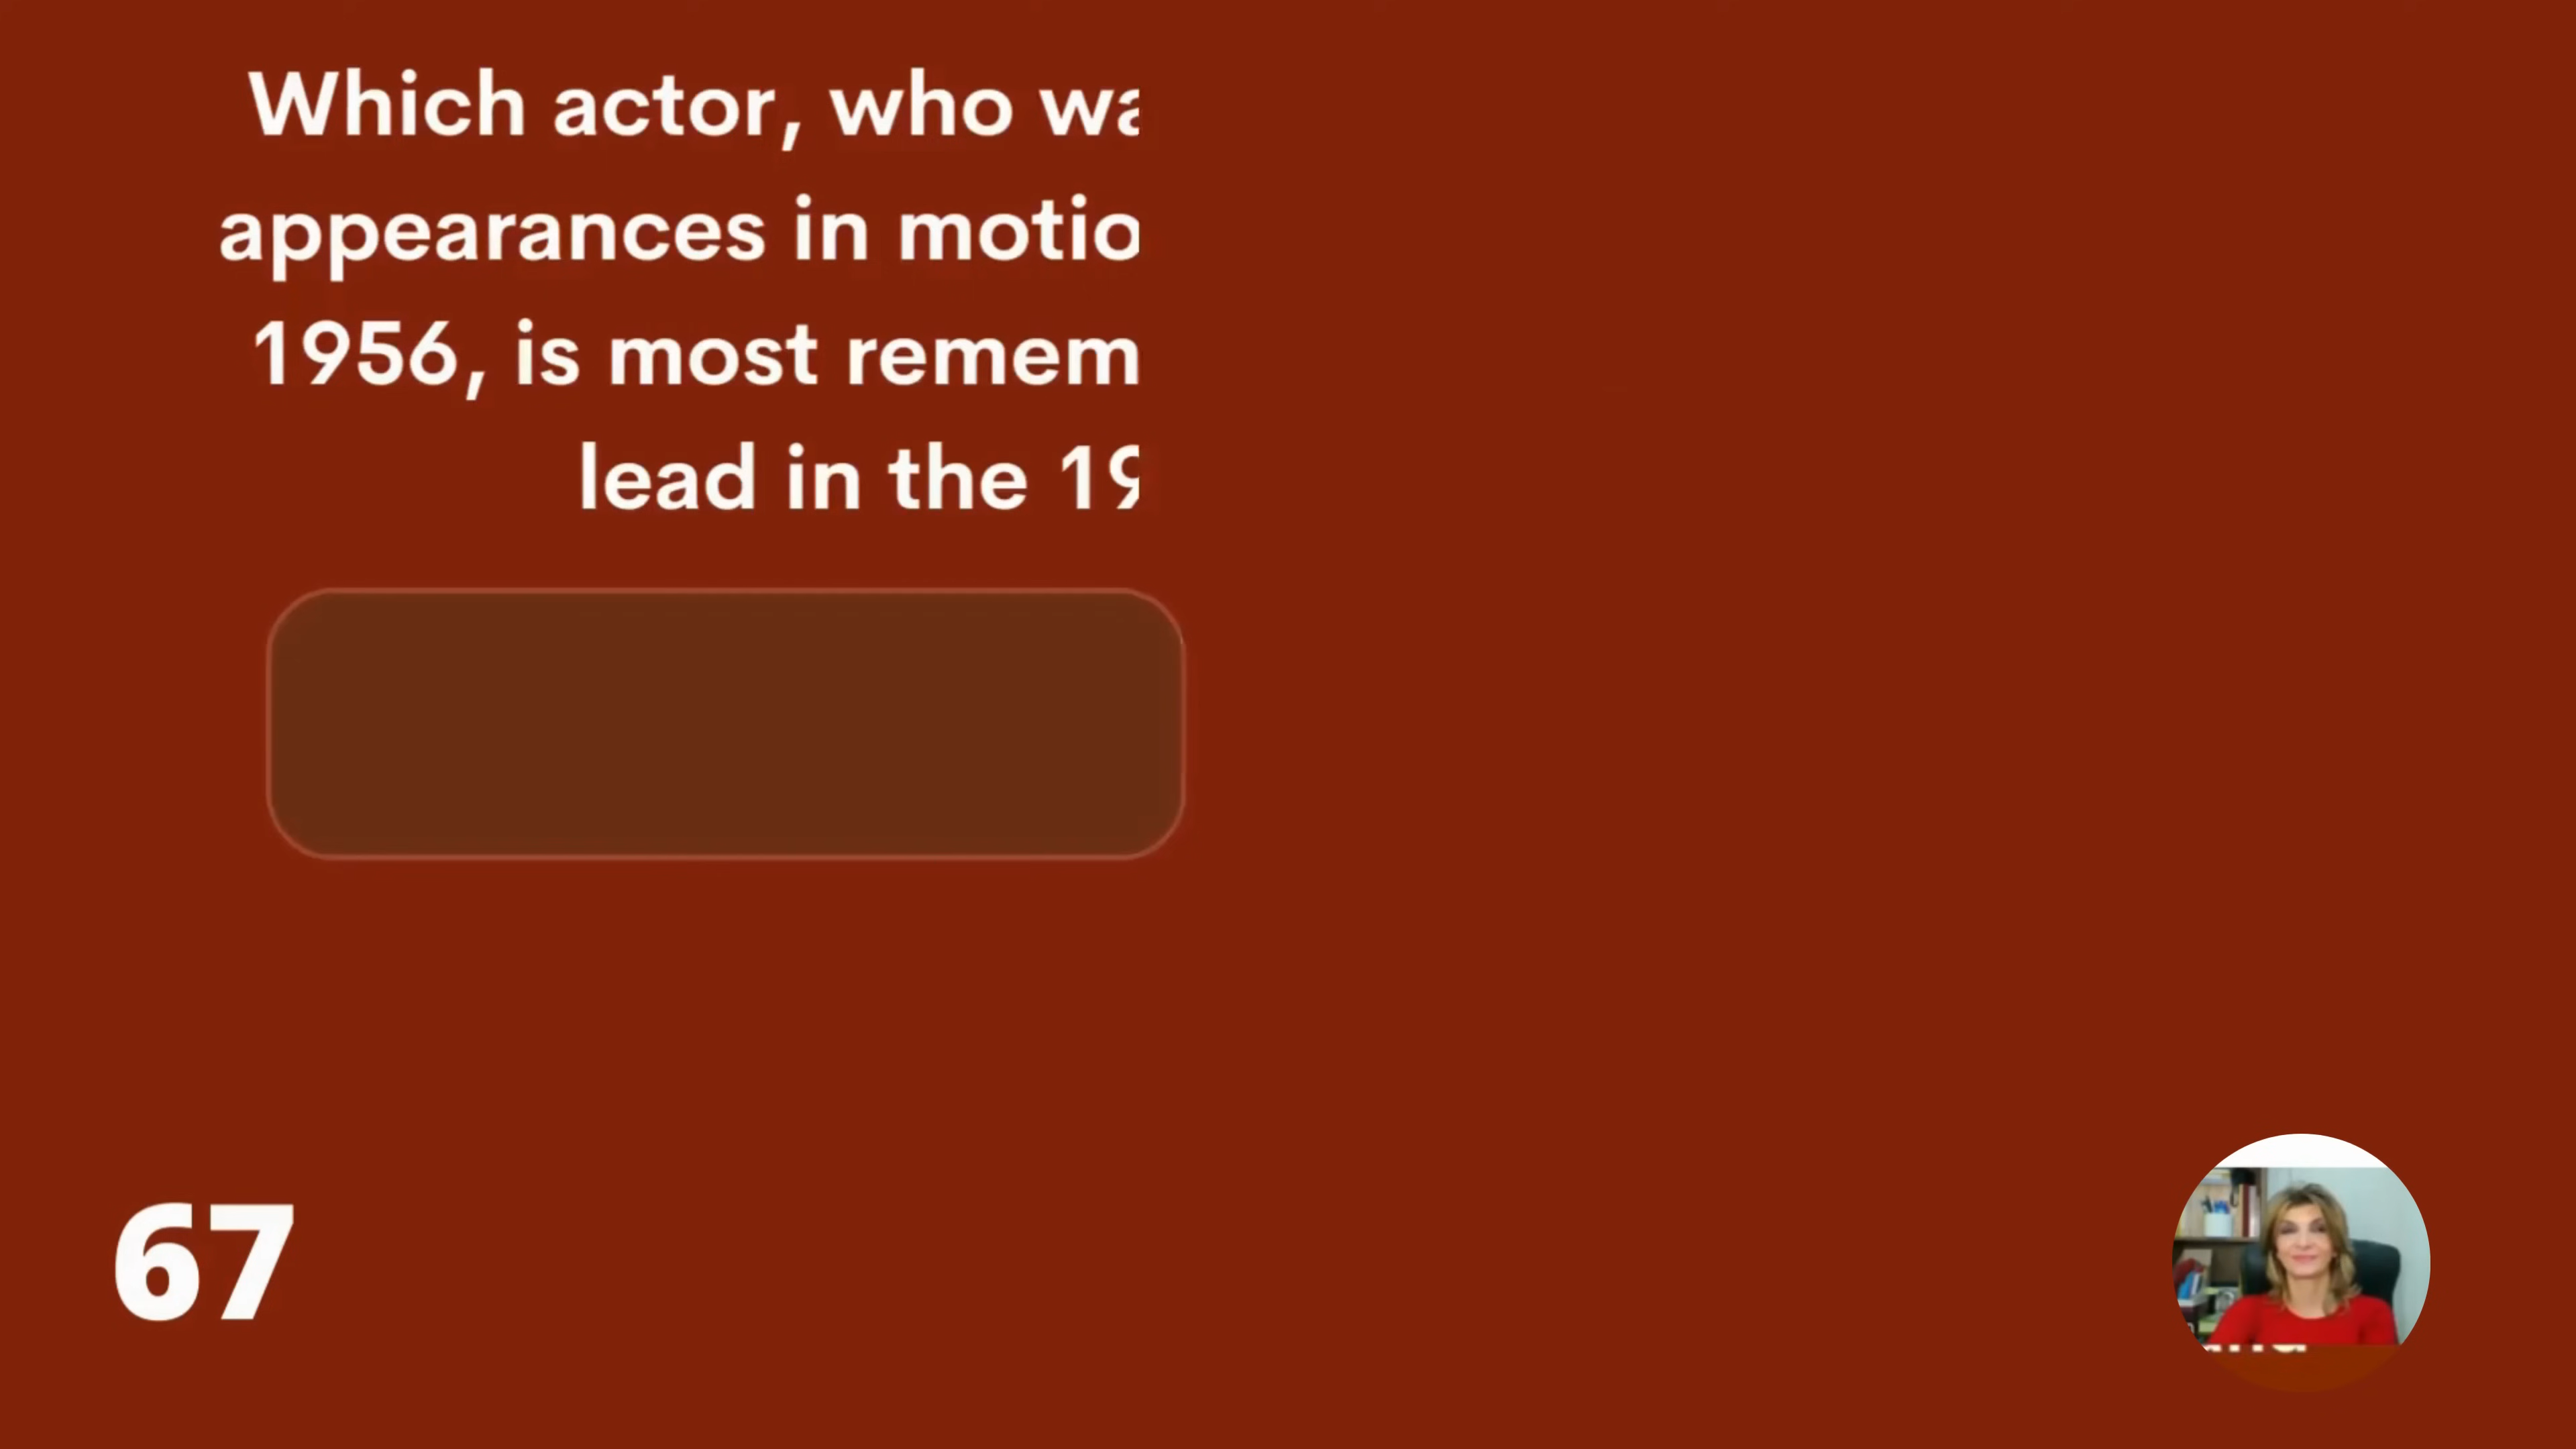 Which actor, who wa
appearances in motio
1956, is most remem
lead in the 19
67